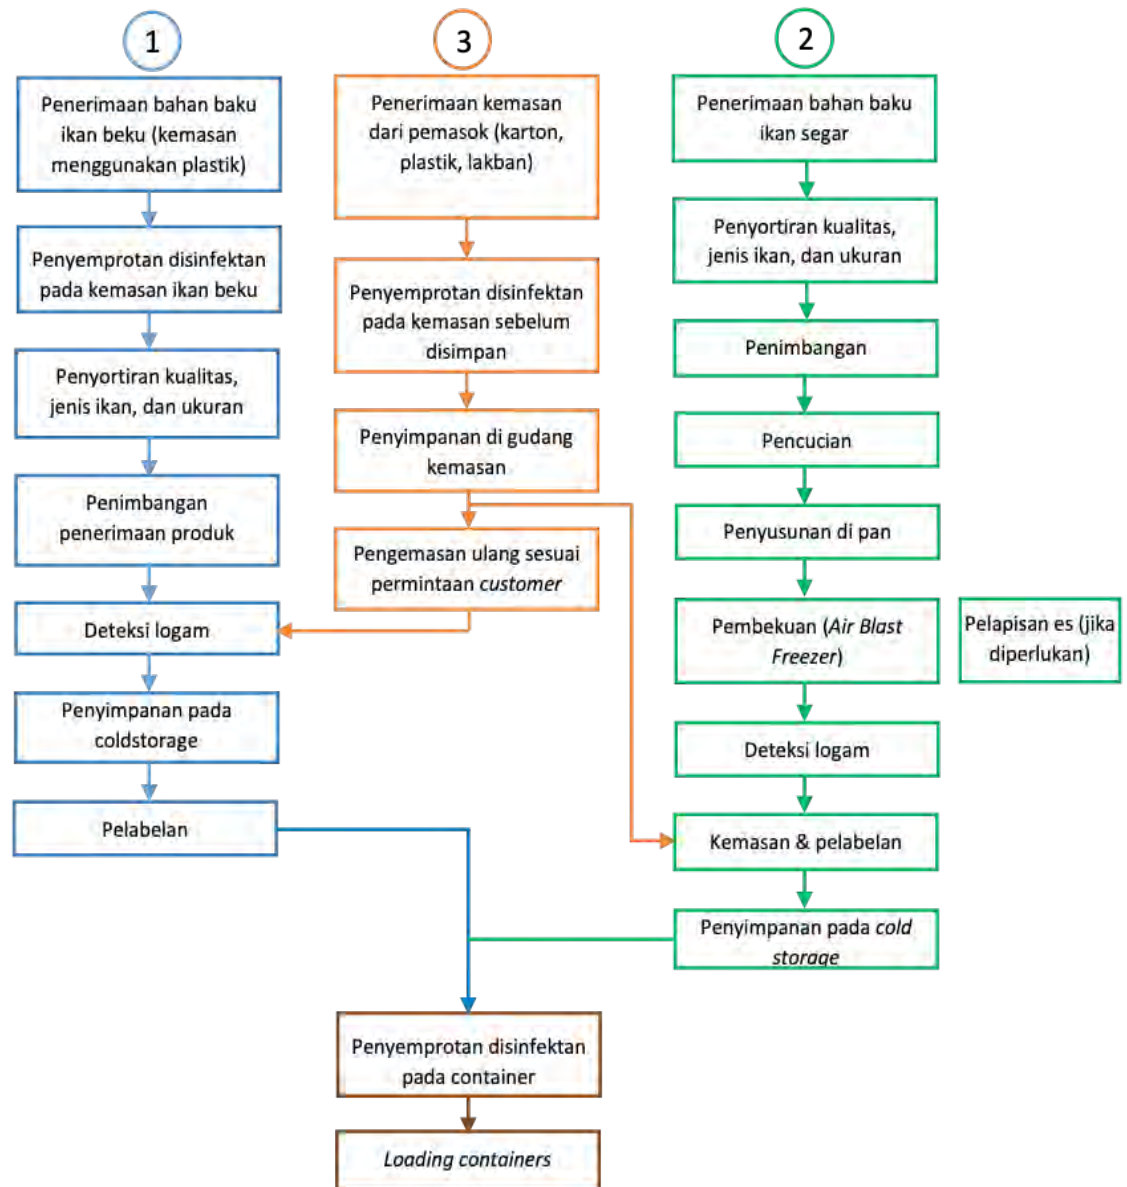 1
Penerimaan bahan baku
ikan beku (kemasan
menggunakan plastik)
Penyemprotan disinfektan
pada kemasan ikan beku
Penyortiran kualitas,
jenis ikan, dan ukuran
Penimbangan
penerimaan produk
Deteksi logam
Penyimpanan pada
coldstorage
Pelabelan
3
Penerimaan kemasan
dari pemasok (karton,
plastik, lakban)
Penyemprotan disinfektan
pada kemasan sebelum
disimpan
Penyimpanan di gudang
kemasan
Pengemasan ulang sesuai
permintaan customer
2
Penerimaan bahan baku
ikan segar
Penyortiran kualitas,
jenis ikan, dan ukuran
Penimbangan
Pencucian
Penyusunan di pan
Pembekuan (Air Blast
Freezer)
Pelapisan es (jika
diperlukan)
Deteksi logam
Kemasan & pelabelan
Penyimpanan pada cold
storage
Penyemprotan disinfektan
pada container
Loading containers